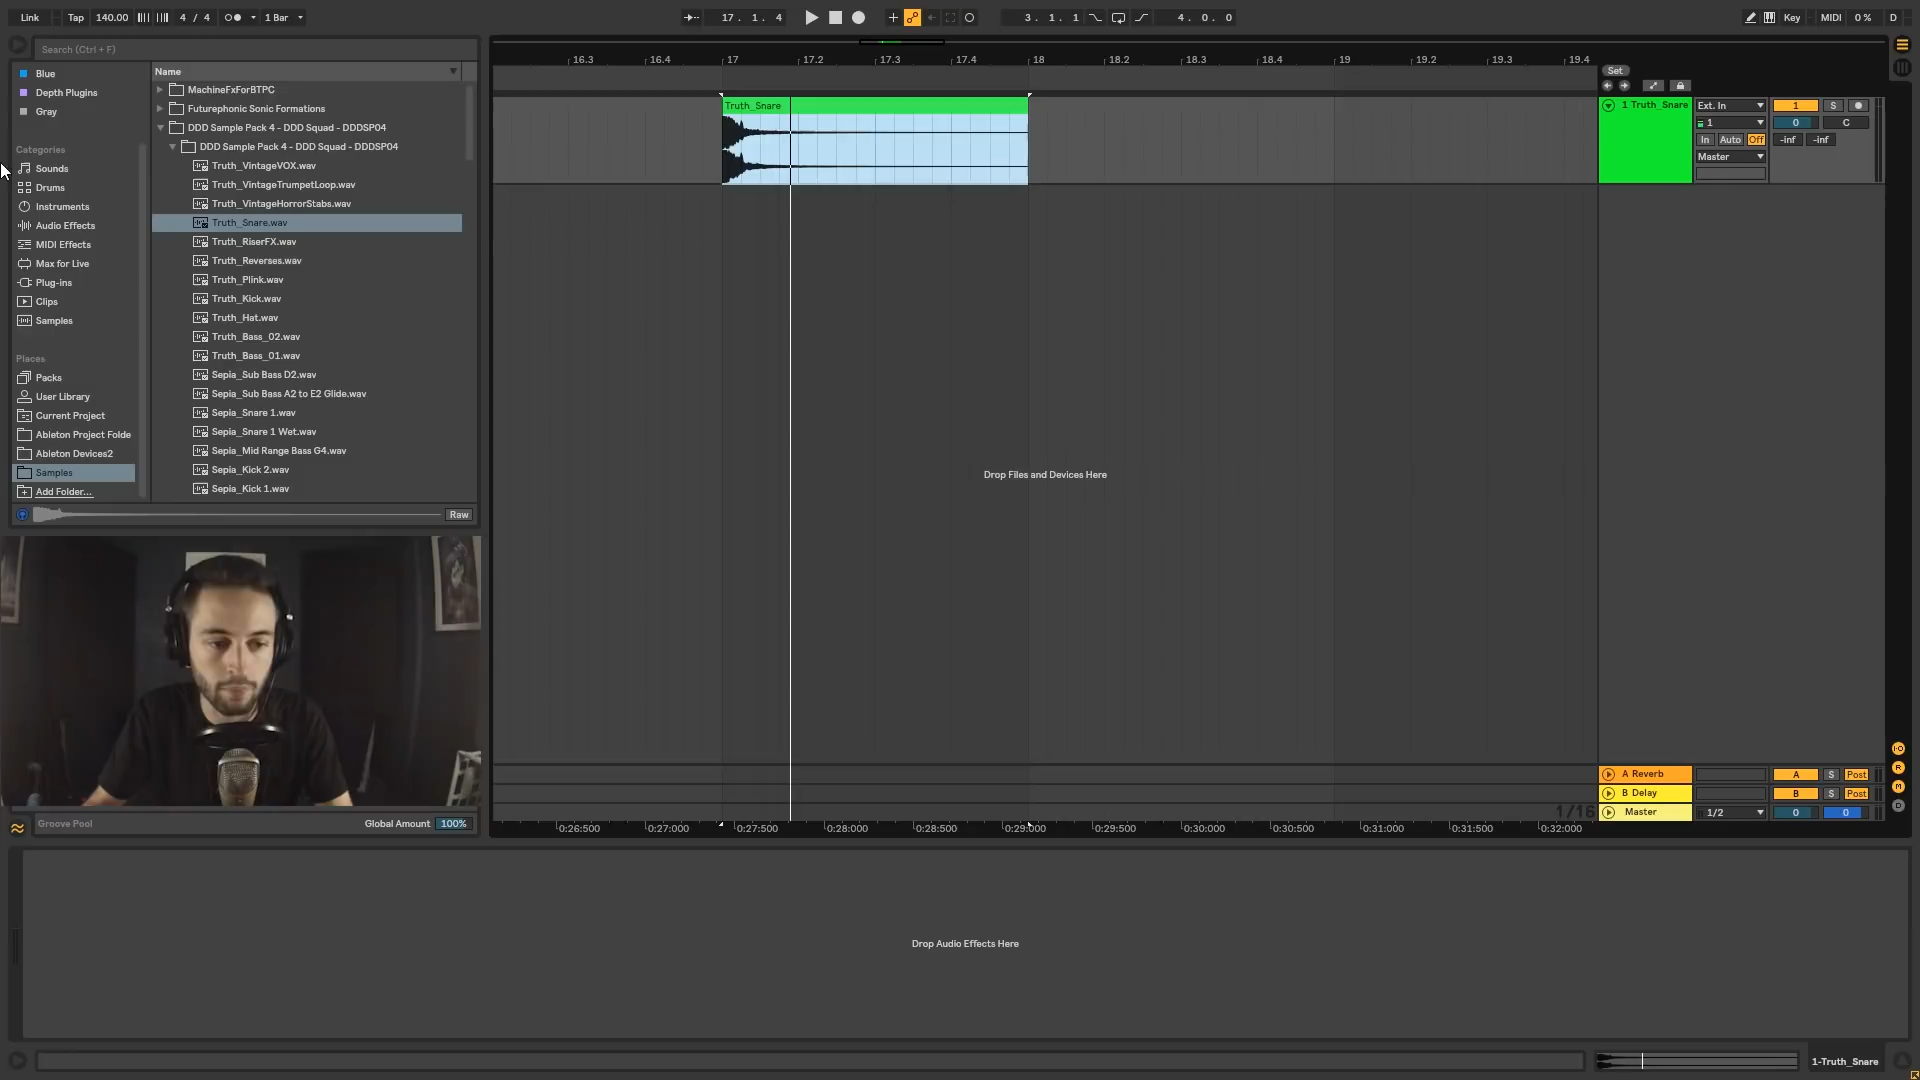 Link Tap 140.00 4 / 4 1 Bar 17 . 1 . 4 3 . 1 . 1 4 . 0 . 0 Key MIDI 0 % D
Search (Ctrl + F)
Blue
Depth Plugins
Gray
Categories
Sounds
Drums
Instruments
Audio Effects
MIDI Effects
Max for Live
Plug-ins
Clips
Samples
Places
Packs
User Library
Current Project
Ableton Project Folde
Ableton Devices2
Samples
Add Folder...
Name
MachineFxForBTPC
Futurephonic Sonic Formations
DDD Sample Pack 4 - DDD Squad - DDDSP04
DDD Sample Pack 4 - DDD Squad - DDDSP04
Truth_VintageVOX.wav
Truth_VintageTrumpetLoop.wav
Truth_VintageHorrorStabs.wav
Truth_Snare.wav
Truth_RiserFX.wav
Truth_Reverses.wav
Truth_Plink.wav
Truth_Kick.wav
Truth_Hat.wav
Truth_Bass_02.wav
Truth_Bass_01.wav
Sepia_Sub Bass D2.wav
Sepia_Sub Bass A2 to E2 Glide.wav
Sepia_Snare 1.wav
Sepia_Snare 1 Wet.wav
Sepia_Mid Range Bass G4.wav
Sepia_Kick 2.wav
Sepia_Kick 1.wav
Raw
Groove Pool Global Amount 100%
16.3 16.4 17 17.2 17.3 17.4 18 18.2 18.3 18.4 19 19.2 19.3 19.4
Set
Truth_Snare
1 Truth_Snare Ext. In 1 S
1 0 C
In Auto Off -inf -inf
Master
Drop Files and Devices Here
A Reverb A S Post
B Delay B S Post
1/16 Master 1/2 0 0
0:26:500 0:27:000 0:27:500 0:28:000 0:28:500 0:29:000 0:29:500 0:30:000 0:30:500 0:31:000 0:31:500 0:32:000
R
M
D
Drop Audio Effects Here
1-Truth_Snare